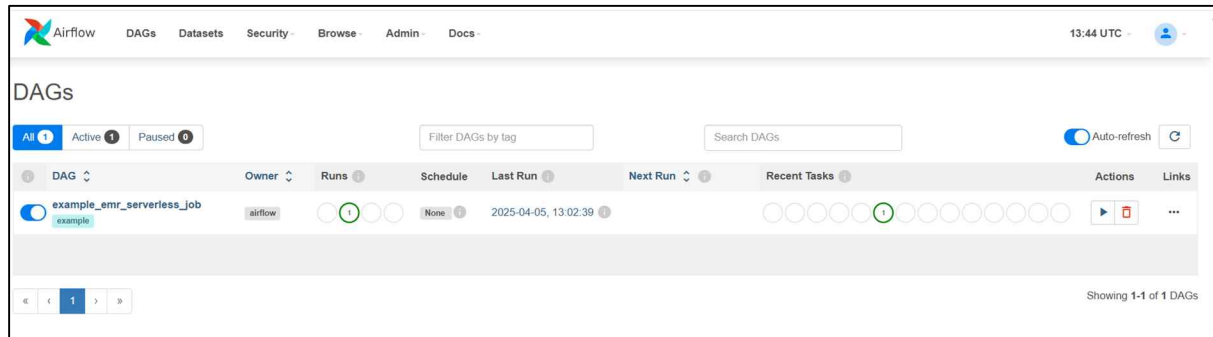 Airflow DAGs Datasets Security Browse Admin Docs 13:44 UTC
DAGs
All 1 Active 1 Paused 0 Filter DAGs by tag Search DAGs Auto-refresh
DAG Owner Runs Schedule Last Run Next Run Recent Tasks Actions Links
example_emr_serverless_job airflow 1 None 2025-04-05, 13:02:39 1 ...
example
« ‹ 1 › » Showing 1-1 of 1 DAGs